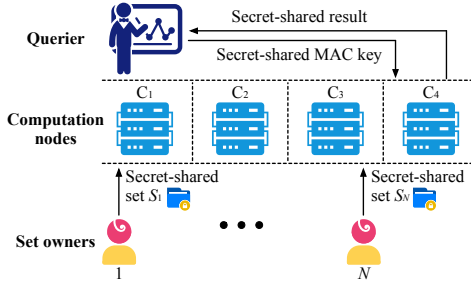 Secret-shared result
Querier
Secret-shared MAC key
C1 C2 C3 C4
Computation
nodes
Secret-shared
set S1
Secret-shared
set SN
Set owners
1
N